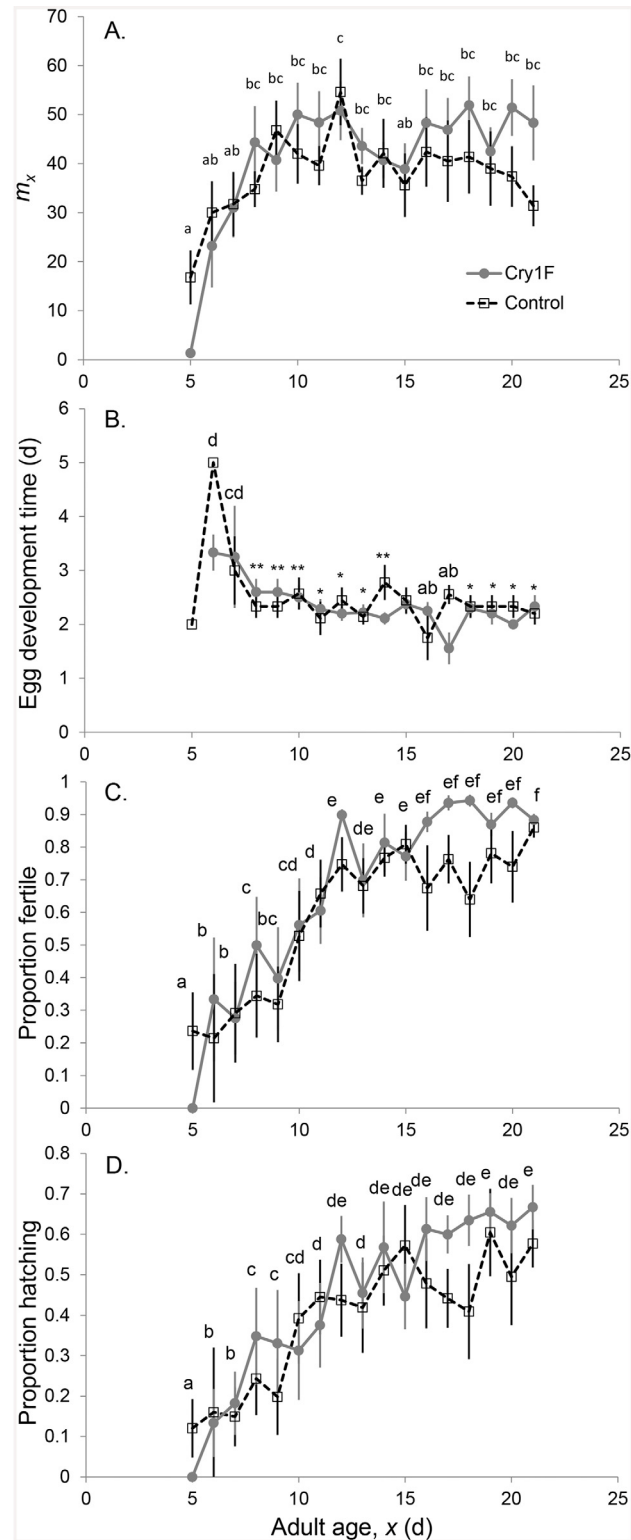 A.
c
bc bc bc bc bc bc bc bc bc
bc bc bc
ab ab ab
a
m_x
70
60
50
40
30
20
10
0
Cry1F
Control
0 5 10 15 20 25
B.
d
cd
** ** ** * * * ** ab ab * * * *
Egg development time (d)
6
5
4
3
2
1
0
0 5 10 15 20 25
C.
a b b c bc cd d e de e e ef ef ef ef ef f
Proportion fertile
1
0.9
0.8
0.7
0.6
0.5
0.4
0.3
0.2
0.1
0
0 5 10 15 20 25
D.
a b b c c cd d de d de de de de de e de e
Proportion hatching
0.8
0.7
0.6
0.5
0.4
0.3
0.2
0.1
0
0 5 10 15 20 25
Adult age, x (d)